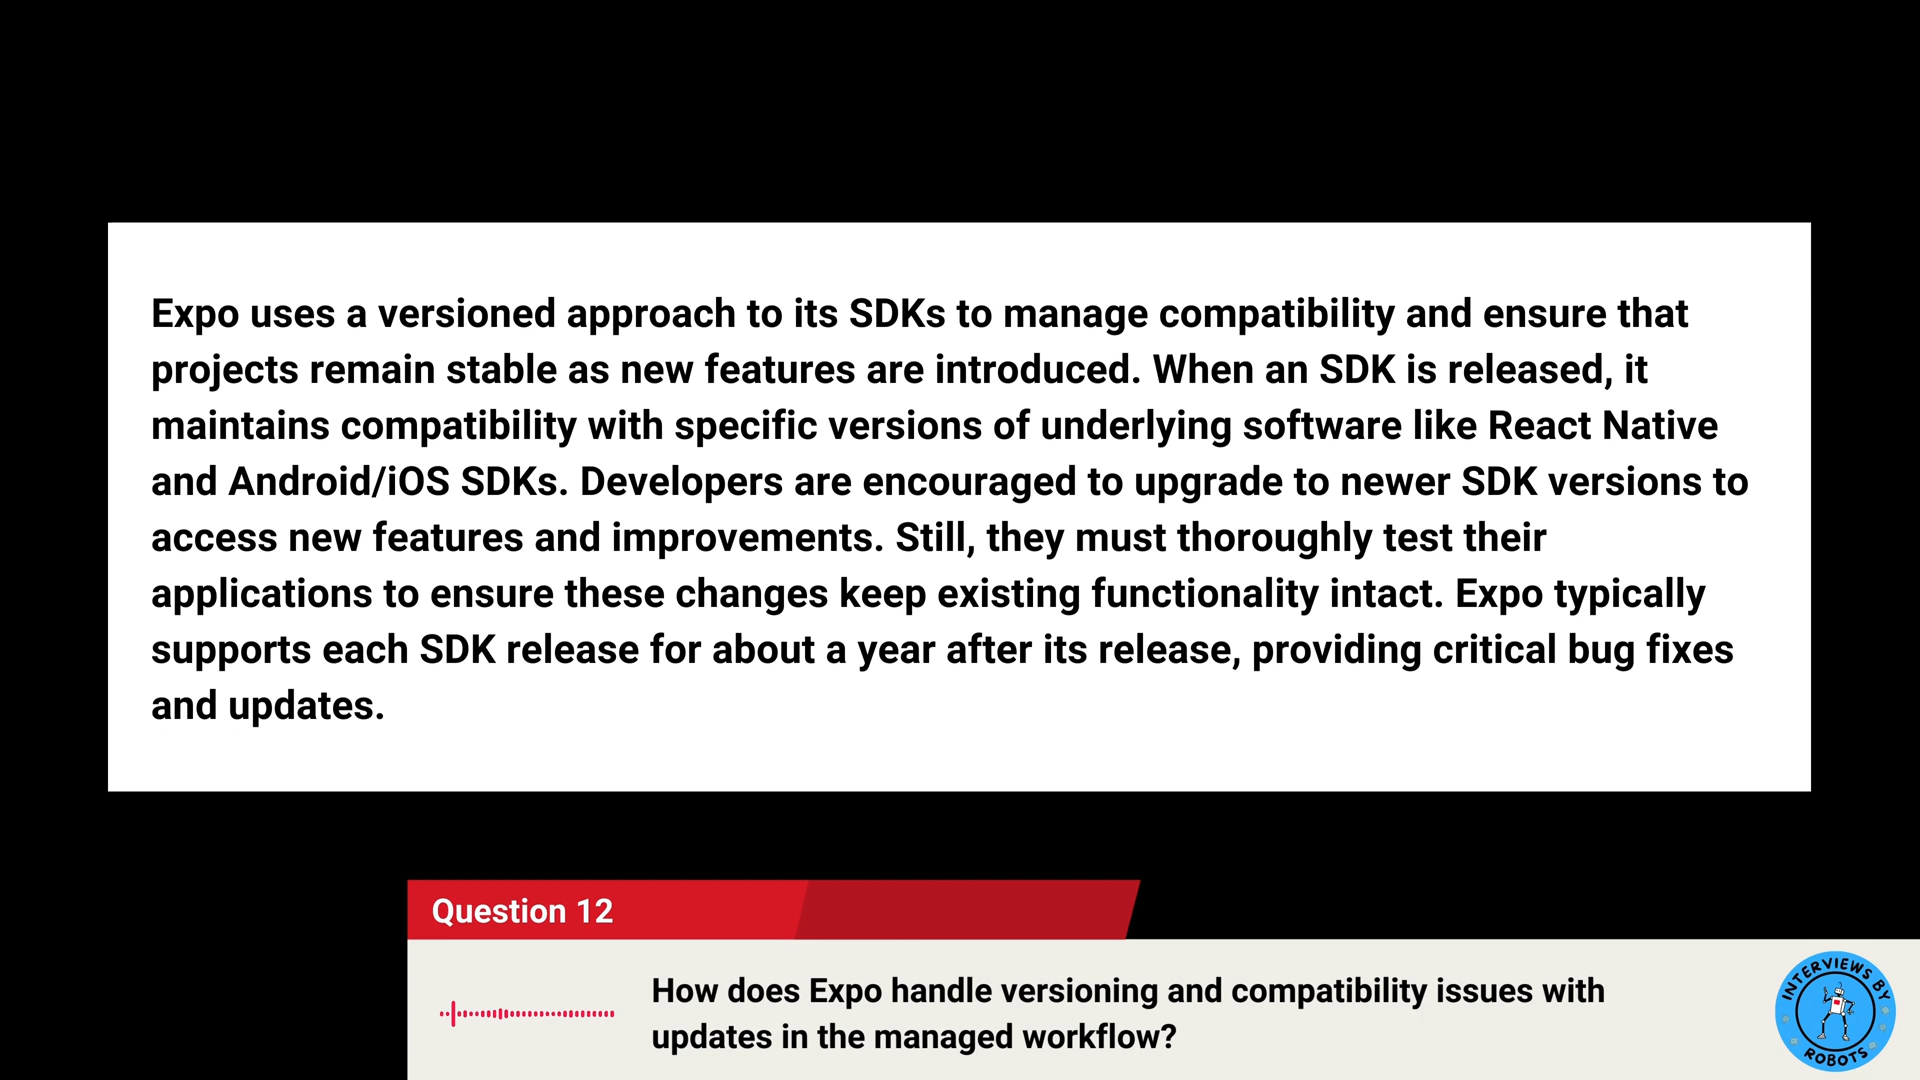 Expo uses a versioned approach to its SDKs to manage compatibility and ensure that
projects remain stable as new features are introduced. When an SDK is released, it
maintains compatibility with specific versions of underlying software like React Native
and Android/iOS SDKs. Developers are encouraged to upgrade to newer SDK versions to
access new features and improvements. Still, they must thoroughly test their
applications to ensure these changes keep existing functionality intact. Expo typically
supports each SDK release for about a year after its release, providing critical bug fixes
and updates.
Question 12
How does Expo handle versioning and compatibility issues with
updates in the managed workflow?
INTERVIEWS BY
ROBOTS